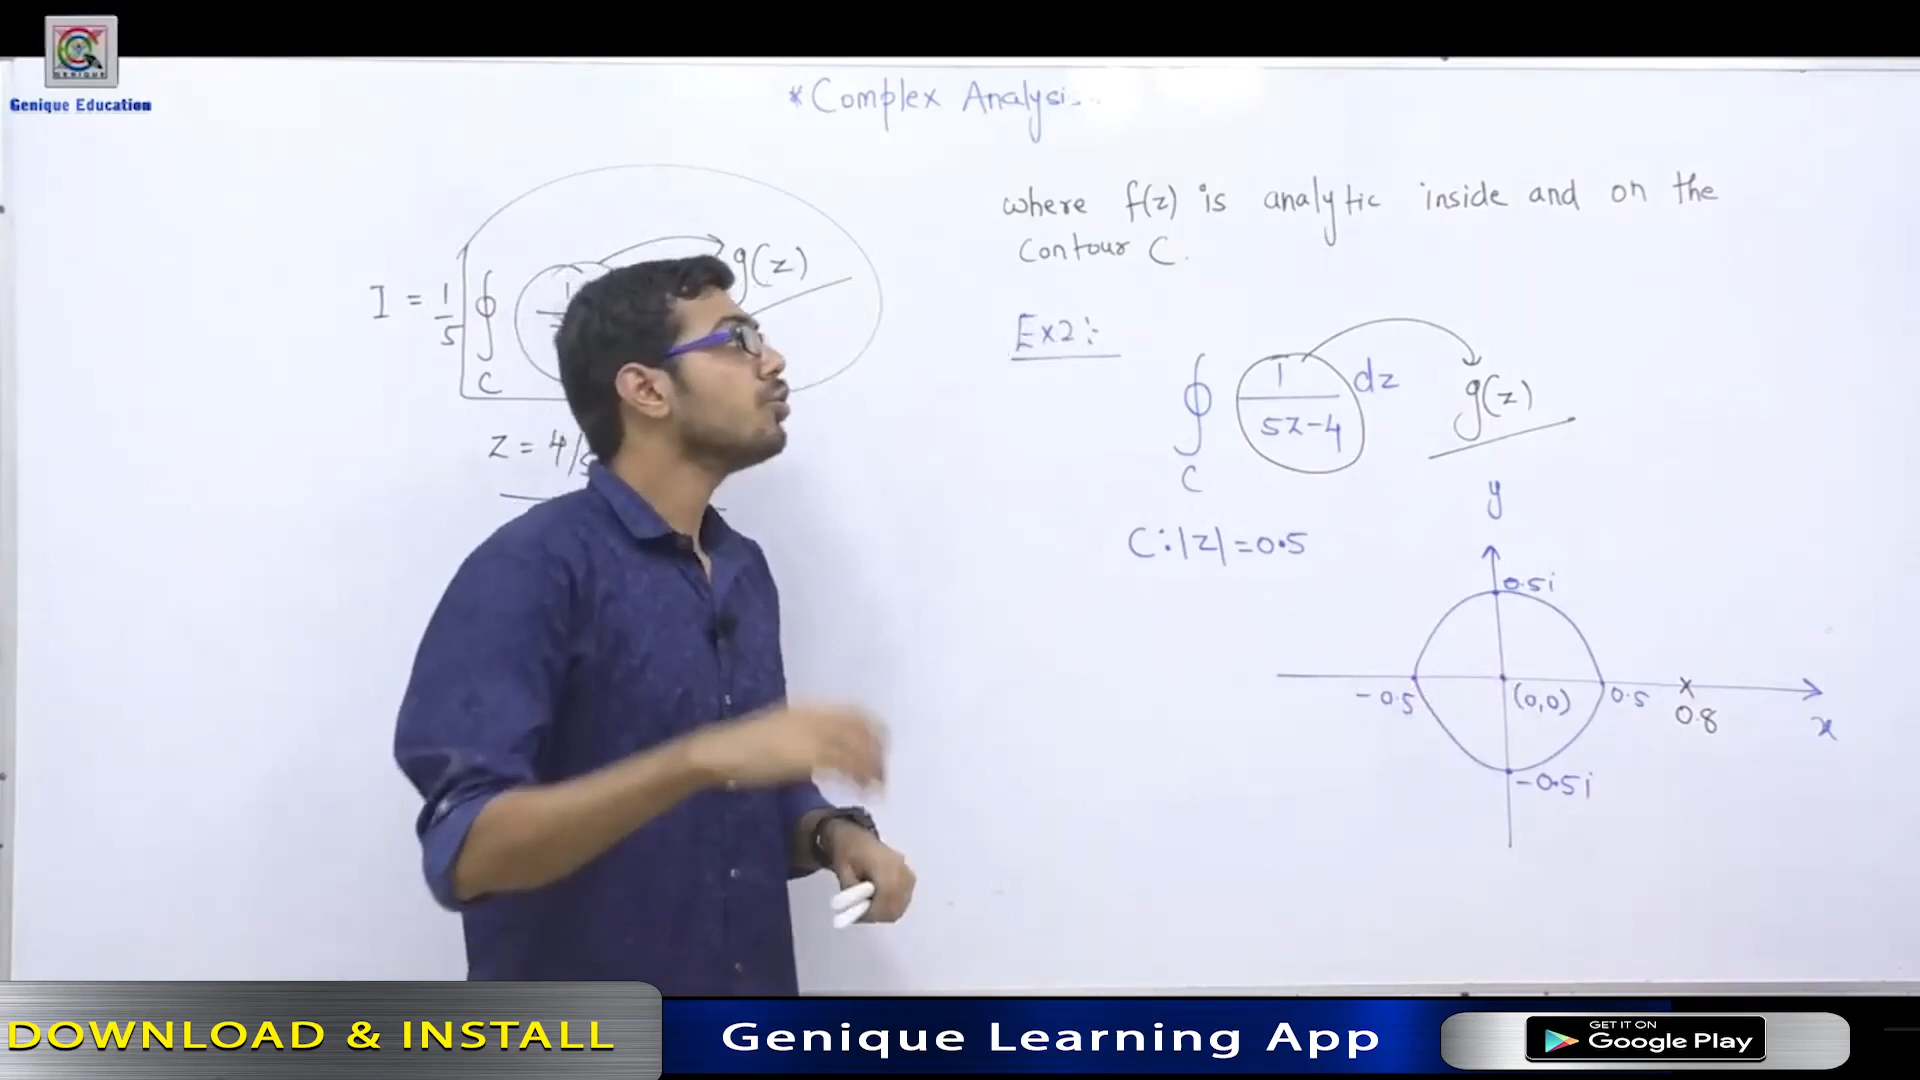 GENIQUE
Genique Education
* Complex Analysis
I = 1/5 ∮ 1
C
g(z)
z = 4/5
where f(z) is analytic inside and on the
Contour C.
Ex2:
∮ 1/(5z-4) dz
C
g(z)
C:|z|=0.5
y
0.5i
-0.5
(0,0)
0.5
0.8
x
-0.5i
DOWNLOAD & INSTALL
Genique Learning App
GET IT ON
Google Play